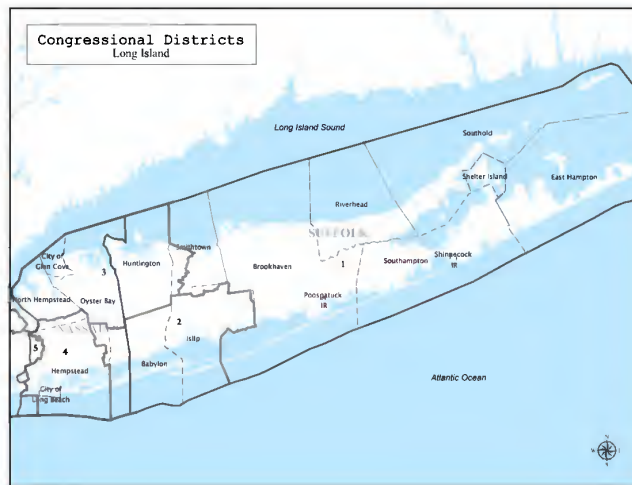 Congressional Districts
Long Island
Long Island Sound
Southold
Shelter Island
East Hampton
Riverhead
SUFFOLK
Smithtown
City of
Glen Cove
3
Huntington
Brookhaven
1
Southampton
Shinnecock
IR
North Hempstead
Oyster Bay
Poospatuck
IR
NASSAU
2
Islip
5
4
Hempstead
Babylon
City of
Long Beach
Atlantic Ocean
N
W
S